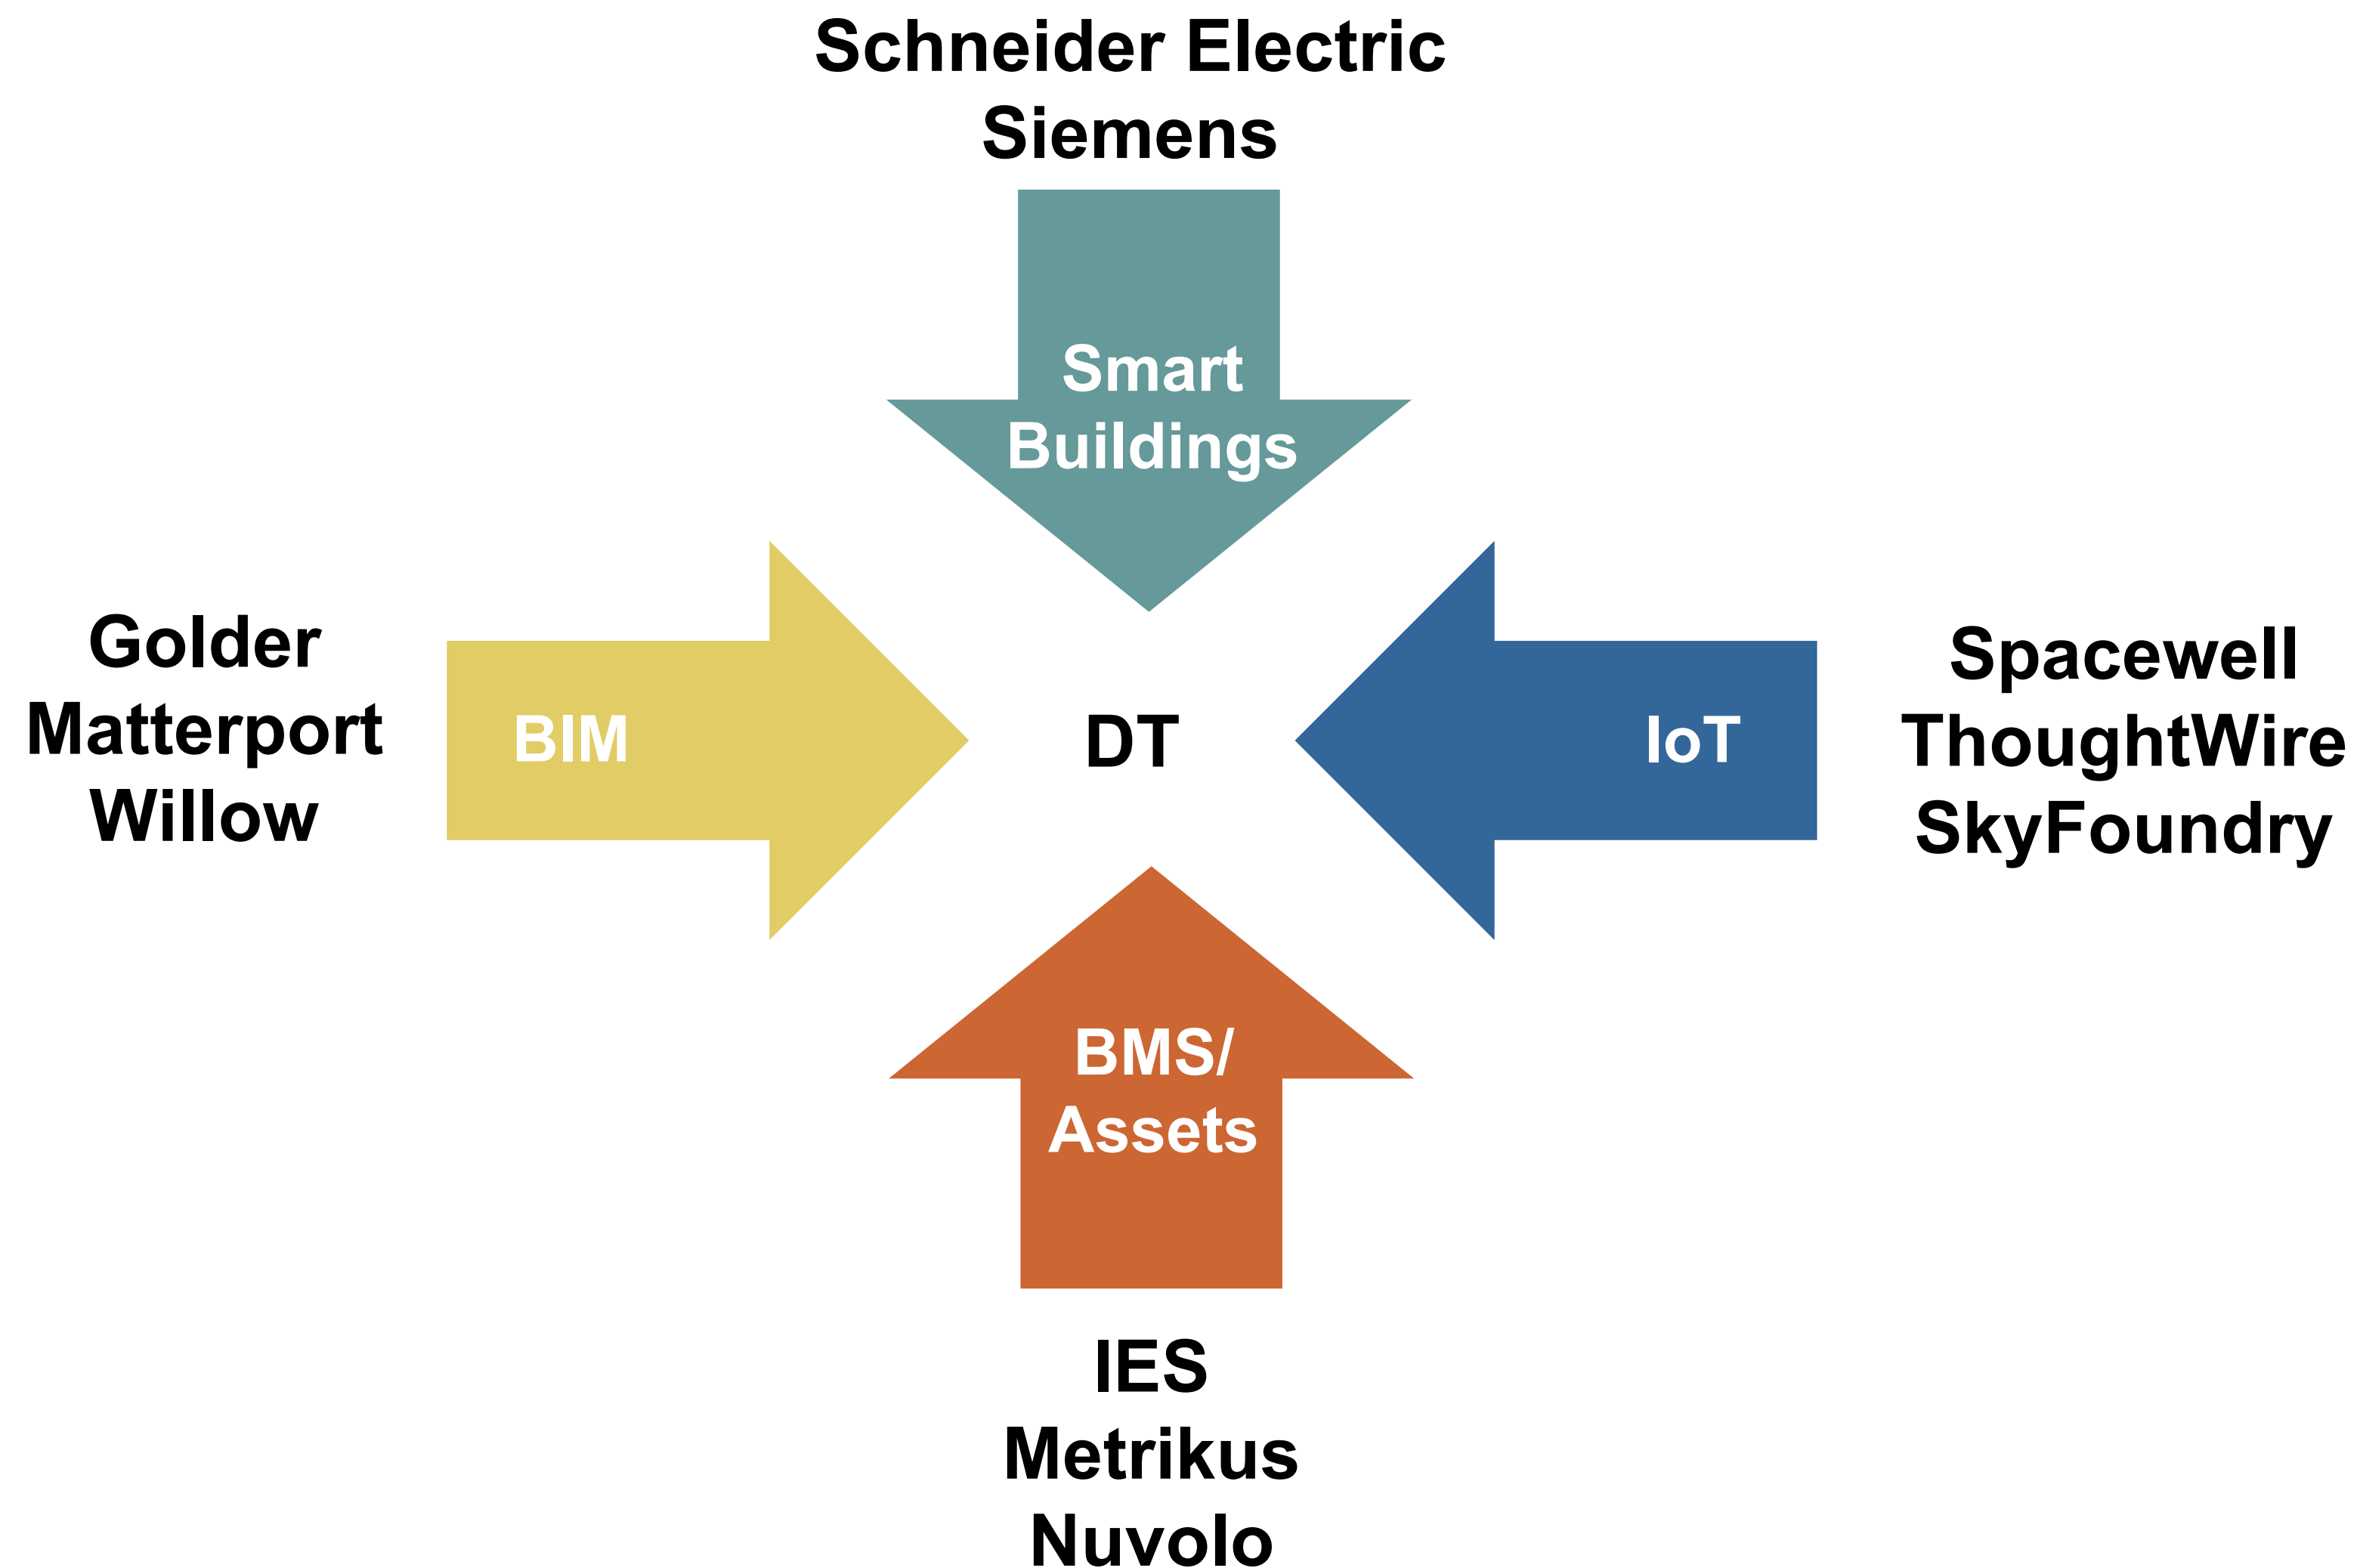 Schneider Electric
Siemens
Smart
Buildings
Golder
Matterport
Willow
BIM
DT
IoT
Spacewell
ThoughtWire
SkyFoundry
BMS/
Assets
IES
Metrikus
Nuvolo